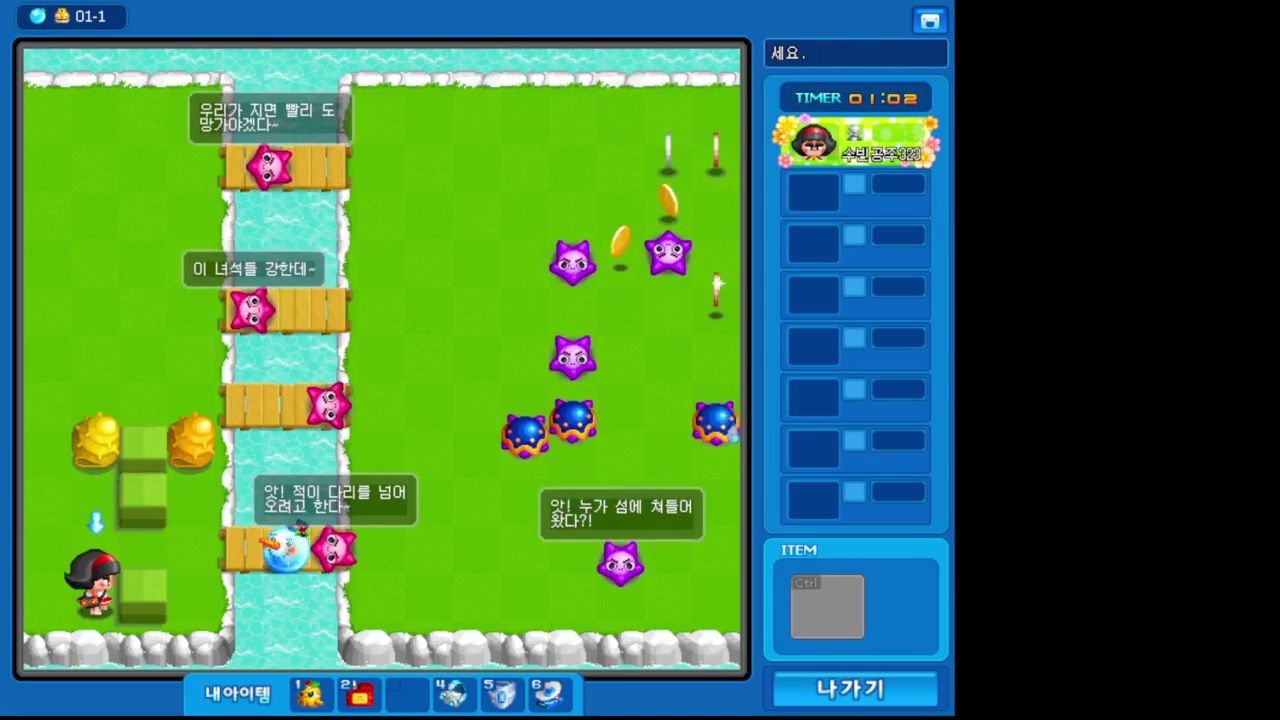 01-1
세요.
TIMER 01:02
수빈공주323
우리가 지면 빨리 도
망가야겠다~
이 녀석들 강한데~
앗! 적이 다리를 넘어
오려고 한다~
앗! 누가 섬에 쳐들어
왔다?!
ITEM
Ctrl
내아이템
1
2
4
5
6
나가기